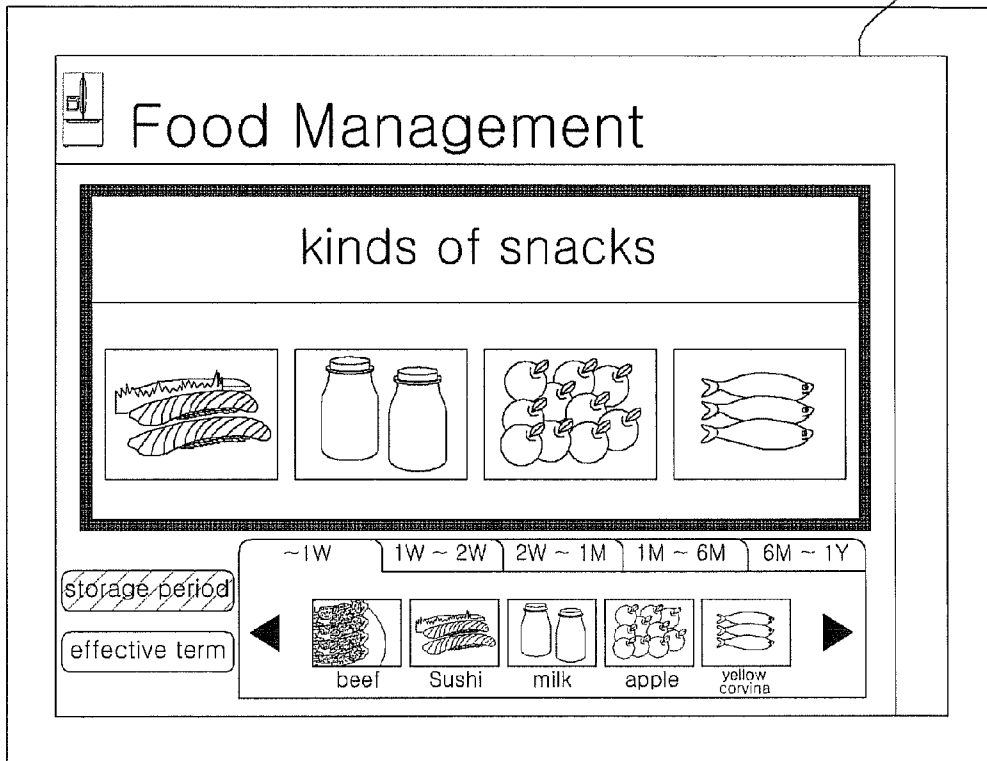 Food Management
kinds of snacks
~1W 1W ~ 2W 2W ~ 1M 1M ~ 6M 6M ~ 1Y
storage period
effective term
beef Sushi milk apple yellow
corvina